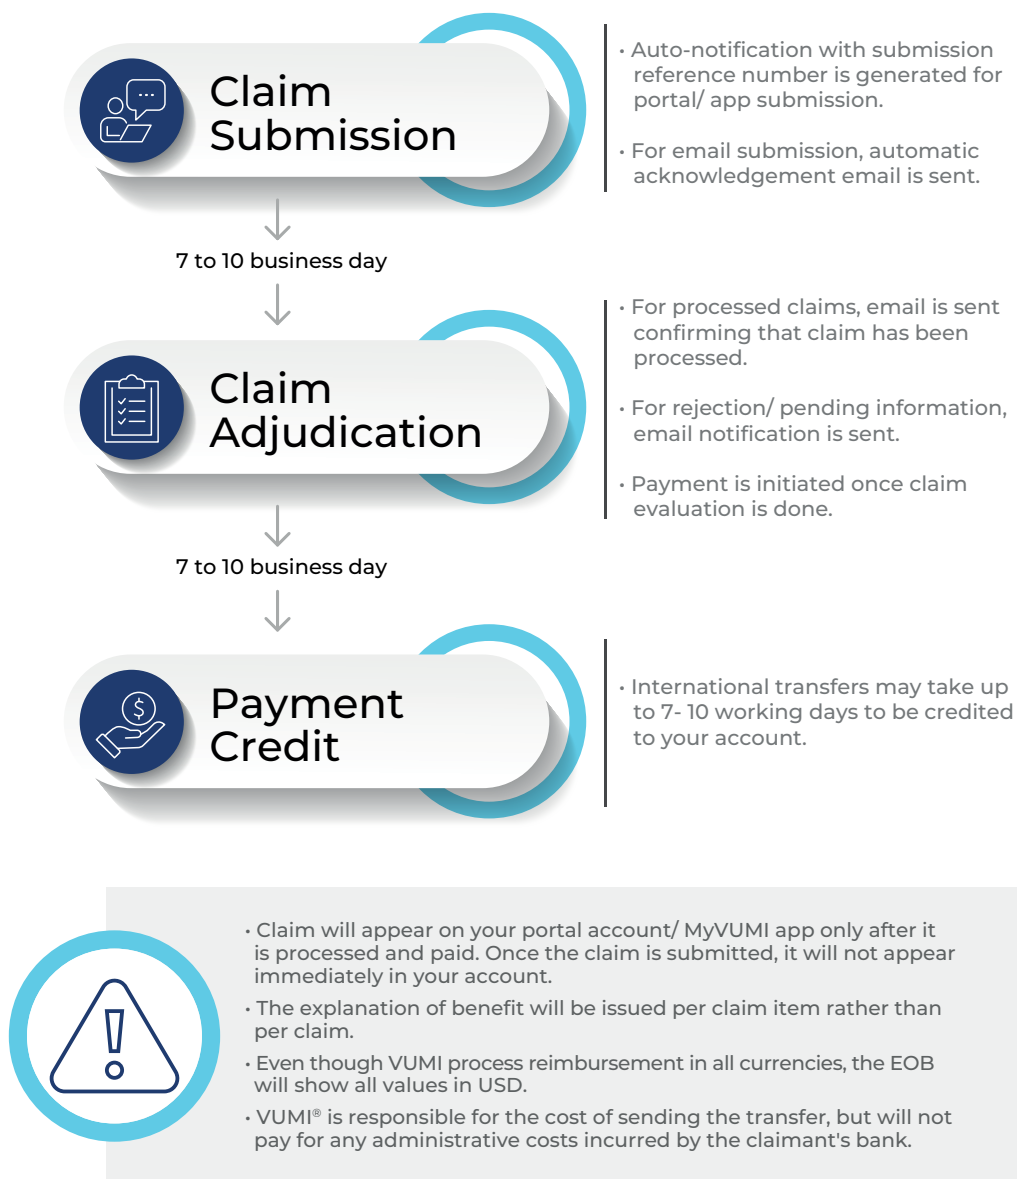 Claim
Submission
• Auto-notification with submission
reference number is generated for
portal/ app submission.
• For email submission, automatic
acknowledgement email is sent.
7 to 10 business day
Claim
Adjudication
• For processed claims, email is sent
confirming that claim has been
processed.
• For rejection/ pending information,
email notification is sent.
• Payment is initiated once claim
evaluation is done.
7 to 10 business day
$
Payment
Credit
• International transfers may take up
to 7- 10 working days to be credited
to your account.
• Claim will appear on your portal account/ MyVUMI app only after it
is processed and paid. Once the claim is submitted, it will not appear
immediately in your account.
• The explanation of benefit will be issued per claim item rather than
per claim.
• Even though VUMI process reimbursement in all currencies, the EOB
will show all values in USD.
• VUMI® is responsible for the cost of sending the transfer, but will not
pay for any administrative costs incurred by the claimant's bank.